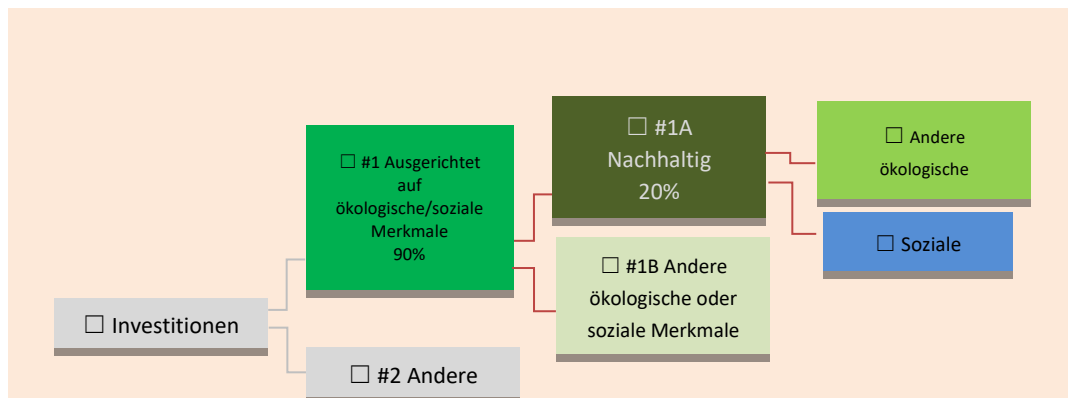 ☐ Investitionen
☐ #1 Ausgerichtet
auf
ökologische/soziale
Merkmale
90%
☐ #2 Andere
☐ #1A
Nachhaltig
20%
☐ #1B Andere
ökologische oder
soziale Merkmale
☐ Andere
ökologische
☐ Soziale